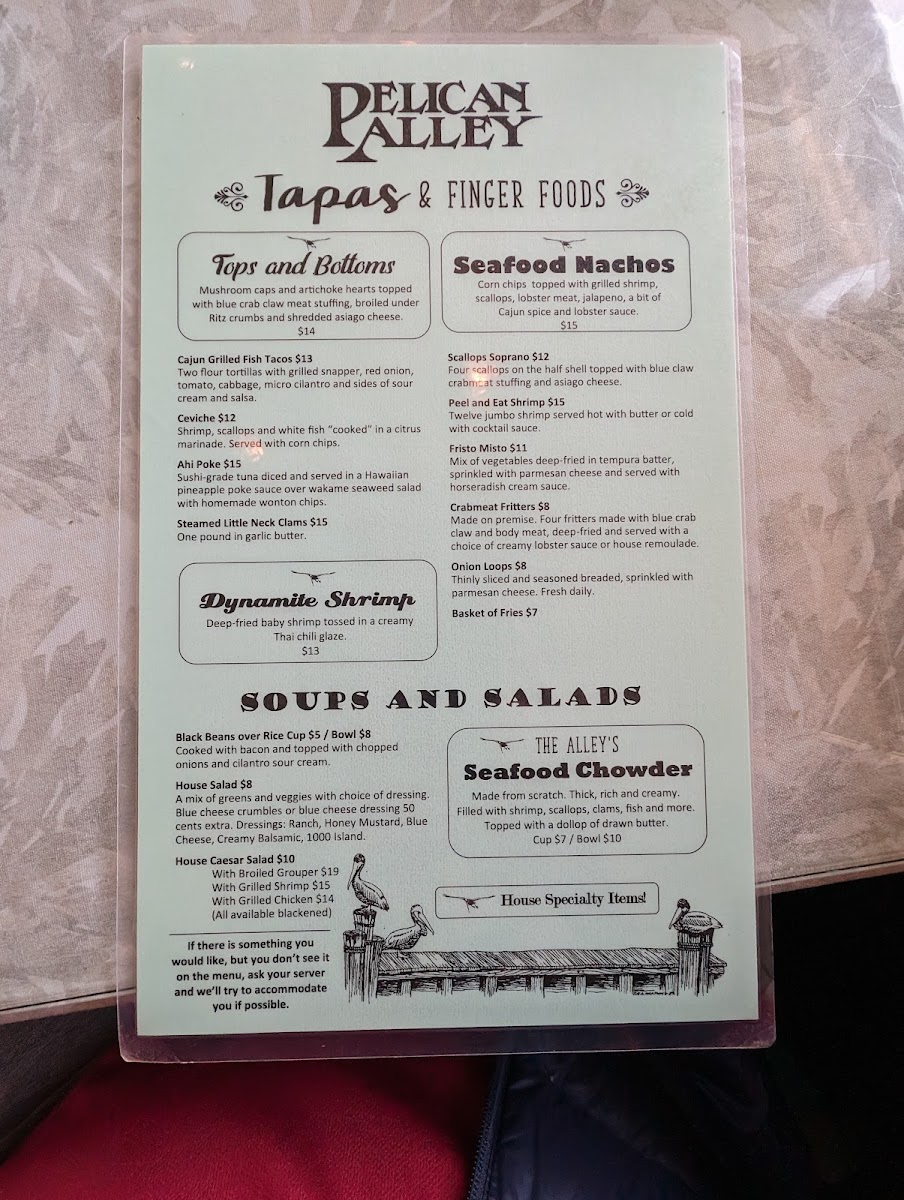 PELICAN
ALLEY
Tapas & FINGER FOODS
Tops and Bottoms
Mushroom caps and artichoke hearts topped
with blue crab claw meat stuffing, broiled under
Ritz crumbs and shredded asiago cheese.
$14
Seafood Nachos
Corn chips topped with grilled shrimp,
scallops, lobster meat, jalapeno, a bit of
Cajun spice and lobster sauce.
$15
Cajun Grilled Fish Tacos $13
Two flour tortillas with grilled snapper, red onion,
tomato, cabbage, micro cilantro and sides of sour
cream and salsa.
Ceviche $12
Shrimp, scallops and white fish “cooked” in a citrus
marinade. Served with corn chips.
Ahi Poke $15
Sushi-grade tuna diced and served in a Hawaiian
pineapple poke sauce over wakame seaweed salad
with homemade wonton chips.
Steamed Little Neck Clams $15
One pound in garlic butter.
Dynamite Shrimp
Deep-fried baby shrimp tossed in a creamy
Thai chili glaze.
$13
Scallops Soprano $12
Four scallops on the half shell topped with blue claw
crabmeat stuffing and asiago cheese.
Peel and Eat Shrimp $15
Twelve jumbo shrimp served hot with butter or cold
with cocktail sauce.
Fristo Misto $11
Mix of vegetables deep-fried in tempura batter,
sprinkled with parmesan cheese and served with
horseradish cream sauce.
Crabmeat Fritters $8
Made on premise. Four fritters made with blue crab
claw and body meat, deep-fried and served with a
choice of creamy lobster sauce or house remoulade.
Onion Loops $8
Thinly sliced and seasoned breaded, sprinkled with
parmesan cheese. Fresh daily.
Basket of Fries $7
SOUPS AND SALADS
Black Beans over Rice Cup $5 / Bowl $8
Cooked with bacon and topped with chopped
onions and cilantro sour cream.
House Salad $8
A mix of greens and veggies with choice of dressing.
Blue cheese crumbles or blue cheese dressing 50
cents extra. Dressings: Ranch, Honey Mustard, Blue
Cheese, Creamy Balsamic, 1000 Island.
House Caesar Salad $10
With Broiled Grouper $19
With Grilled Shrimp $15
With Grilled Chicken $14
(All available blackened)
If there is something you
would like, but you don’t see it
on the menu, ask your server
and we’ll try to accommodate
you if possible.
THE ALLEY'S
Seafood Chowder
Made from scratch. Thick, rich and creamy.
Filled with shrimp, scallops, clams, fish and more.
Topped with a dollop of drawn butter.
Cup $7 / Bowl $10
House Specialty Items!